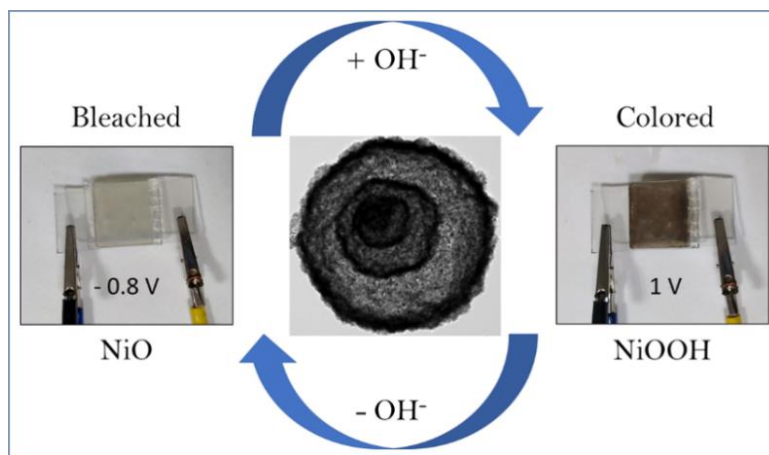 + OH⁻
Bleached
Colored
- 0.8 V
1 V
NiO
NiOOH
- OH⁻